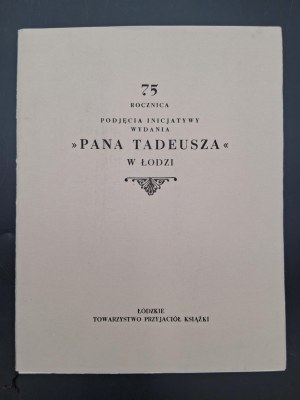 75
ROCZNICA
PODJĘCIA INICJATYWY
WYDANIA
»PANA TADEUSZA«
W ŁODZI
ŁÓDZKIE
TOWARZYSTWO PRZYJACIÓŁ KSIĄŻKI